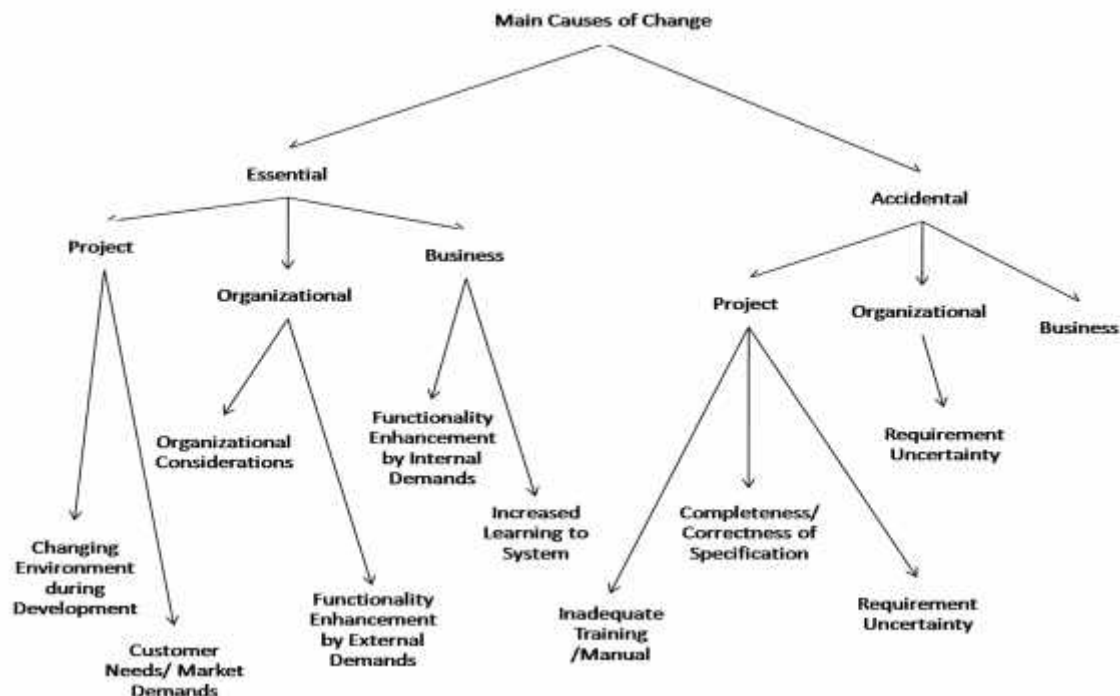 Main Causes of Change
Essential
Accidental
Project
Organizational
Business
Project
Organizational
Business
Organizational
Considerations
Functionality
Enhancement
by Internal
Demands
Requirement
Uncertainty
Changing
Environment
during
Development
Customer
Needs/ Market
Demands
Functionality
Enhancement
by External
Demands
Increased
Learning to
System
Inadequate
Training
/Manual
Completeness/
Correctness of
Specification
Requirement
Uncertainty